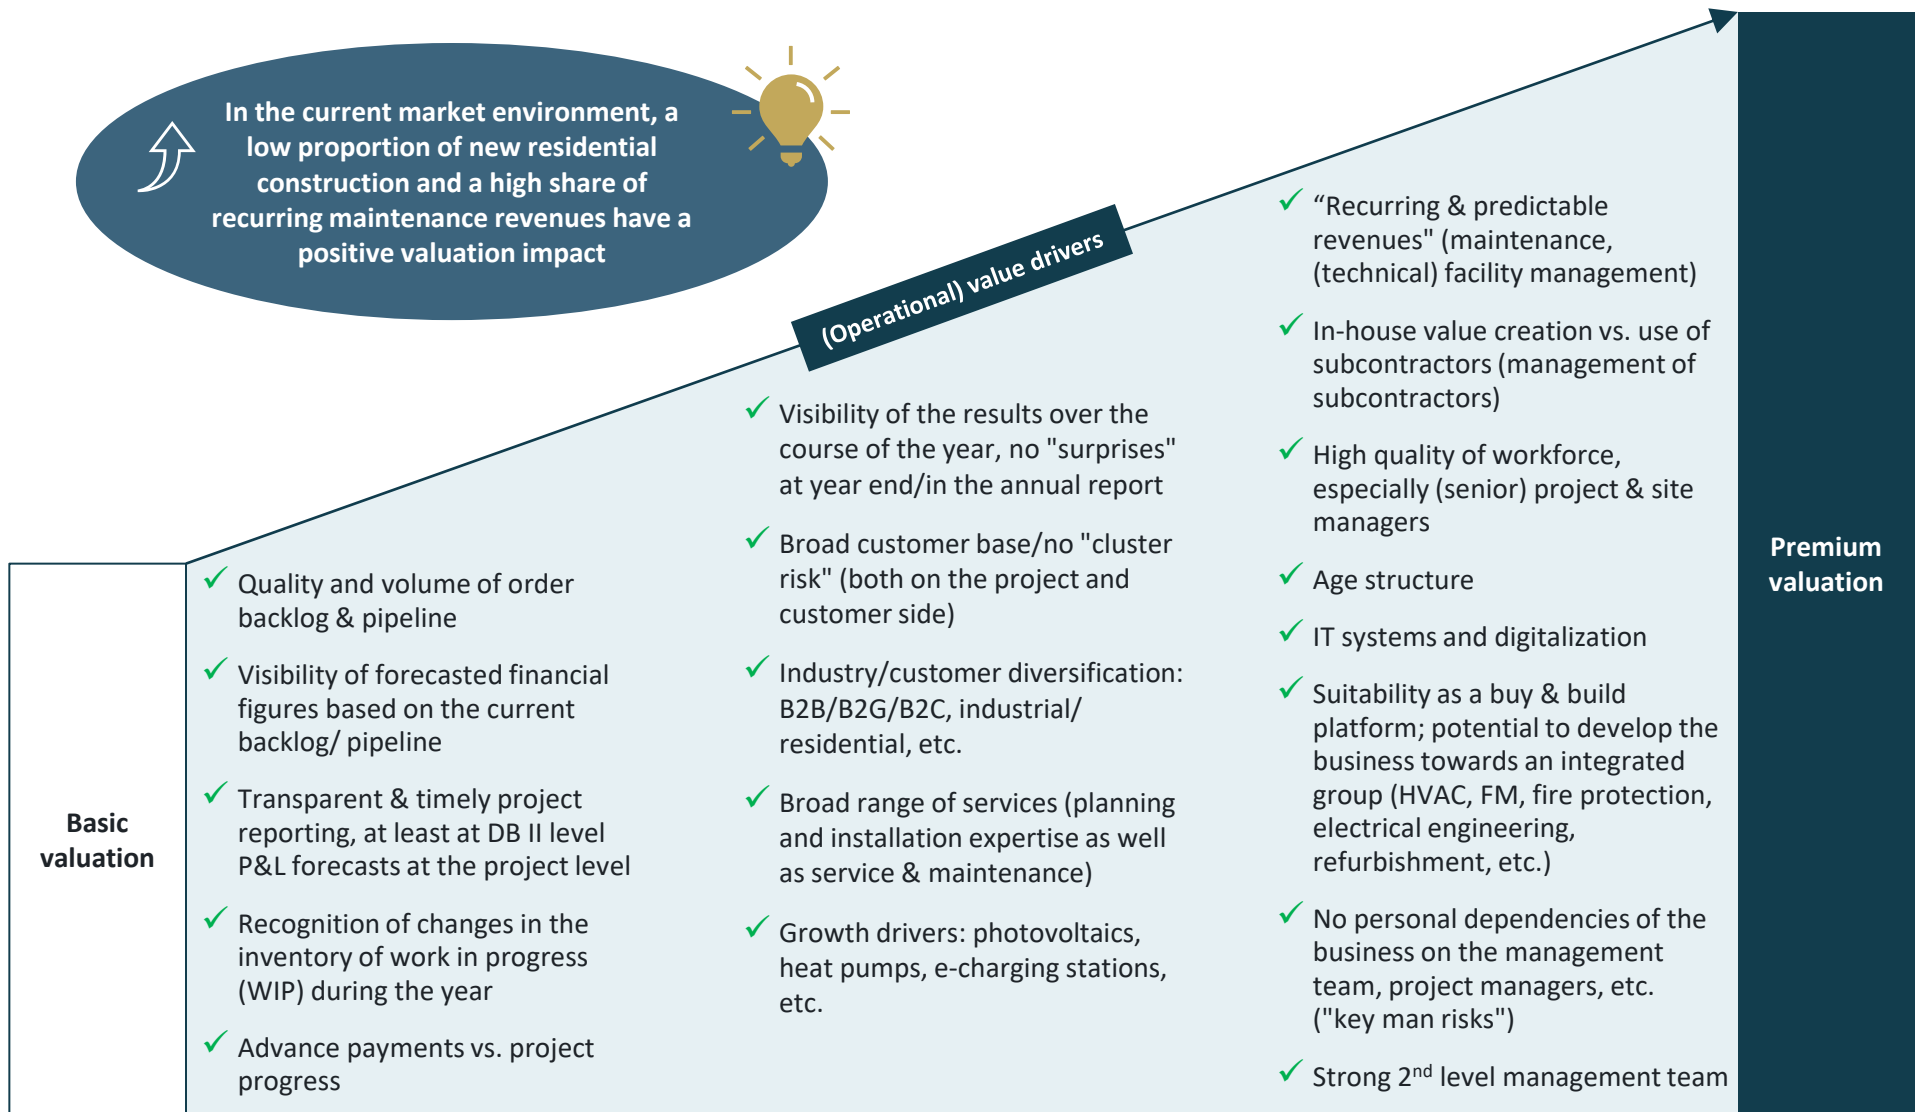 In the current market environment, a
low proportion of new residential
construction and a high share of
recurring maintenance revenues have a
positive valuation impact
(Operational) value drivers
Basic
valuation
Quality and volume of order
backlog & pipeline
Visibility of forecasted financial
figures based on the current
backlog/ pipeline
Transparent & timely project
reporting, at least at DB II level
P&L forecasts at the project level
Recognition of changes in the
inventory of work in progress
(WIP) during the year
Advance payments vs. project
progress
Visibility of the results over the
course of the year, no "surprises"
at year end/in the annual report
Broad customer base/no "cluster
risk" (both on the project and
customer side)
Industry/customer diversification:
B2B/B2G/B2C, industrial/
residential, etc.
Broad range of services (planning
and installation expertise as well
as service & maintenance)
Growth drivers: photovoltaics,
heat pumps, e-charging stations,
etc.
“Recurring & predictable
revenues" (maintenance,
(technical) facility management)
In-house value creation vs. use of
subcontractors (management of
subcontractors)
High quality of workforce,
especially (senior) project & site
managers
Age structure
IT systems and digitalization
Suitability as a buy & build
platform; potential to develop the
business towards an integrated
group (HVAC, FM, fire protection,
electrical engineering,
refurbishment, etc.)
No personal dependencies of the
business on the management
team, project managers, etc.
("key man risks")
Strong 2nd level management team
Premium
valuation